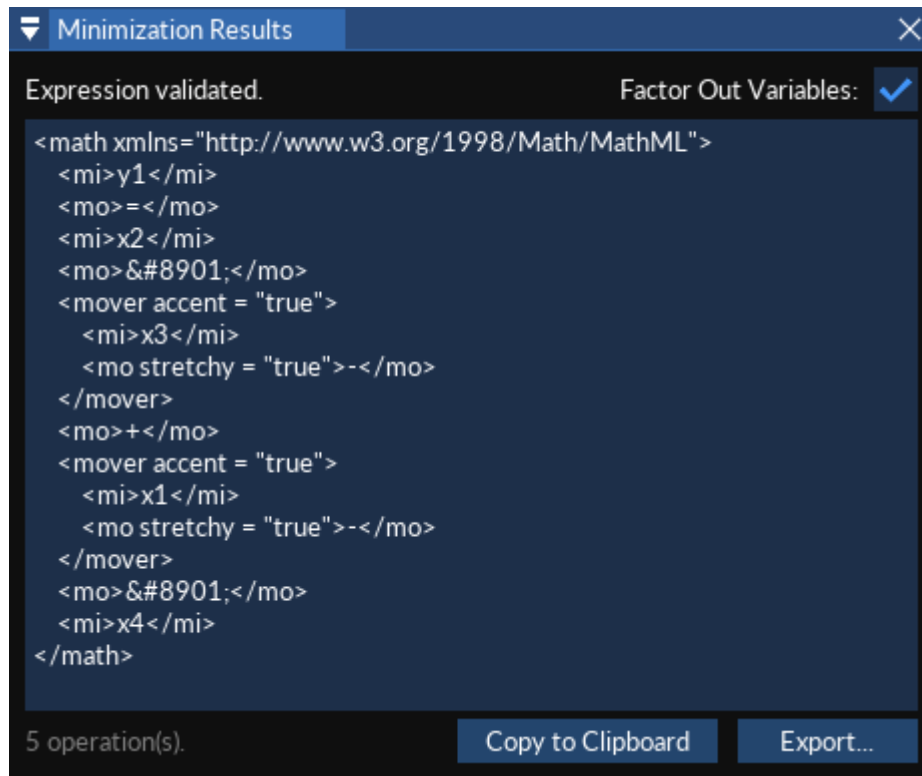 Minimization Results
Expression validated. Factor Out Variables:
<math xmlns="http://www.w3.org/1998/Math/MathML">
<mi>y1</mi>
<mo>=</mo>
<mi>x2</mi>
<mo>&#8901;</mo>
<mover accent = "true">
<mi>x3</mi>
<mo stretchy = "true">-</mo>
</mover>
<mo>+</mo>
<mover accent = "true">
<mi>x1</mi>
<mo stretchy = "true">-</mo>
</mover>
<mo>&#8901;</mo>
<mi>x4</mi>
</math>
5 operation(s). Copy to Clipboard Export...